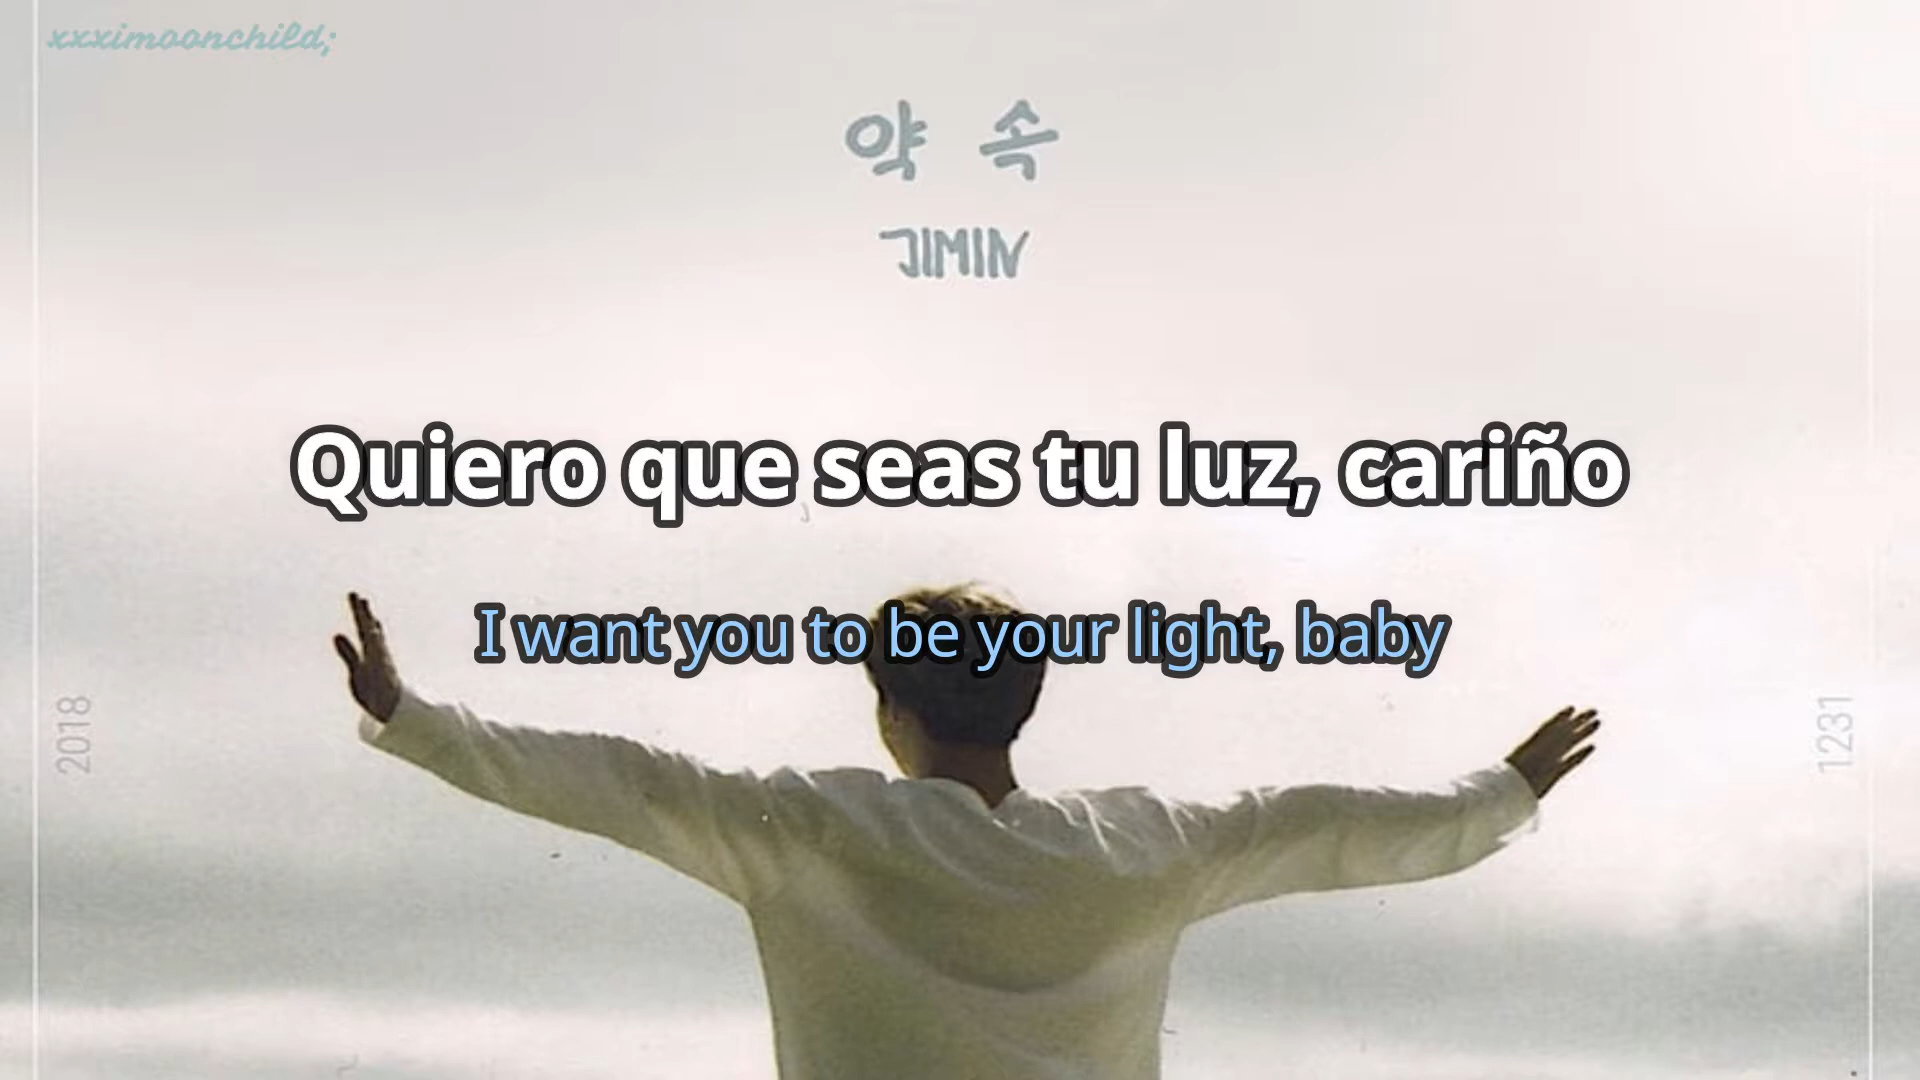 xxximoonchild;
약 속
JIMIN
Quiero que seas tu luz, cariño
I want you to be your light, baby
2018
1231